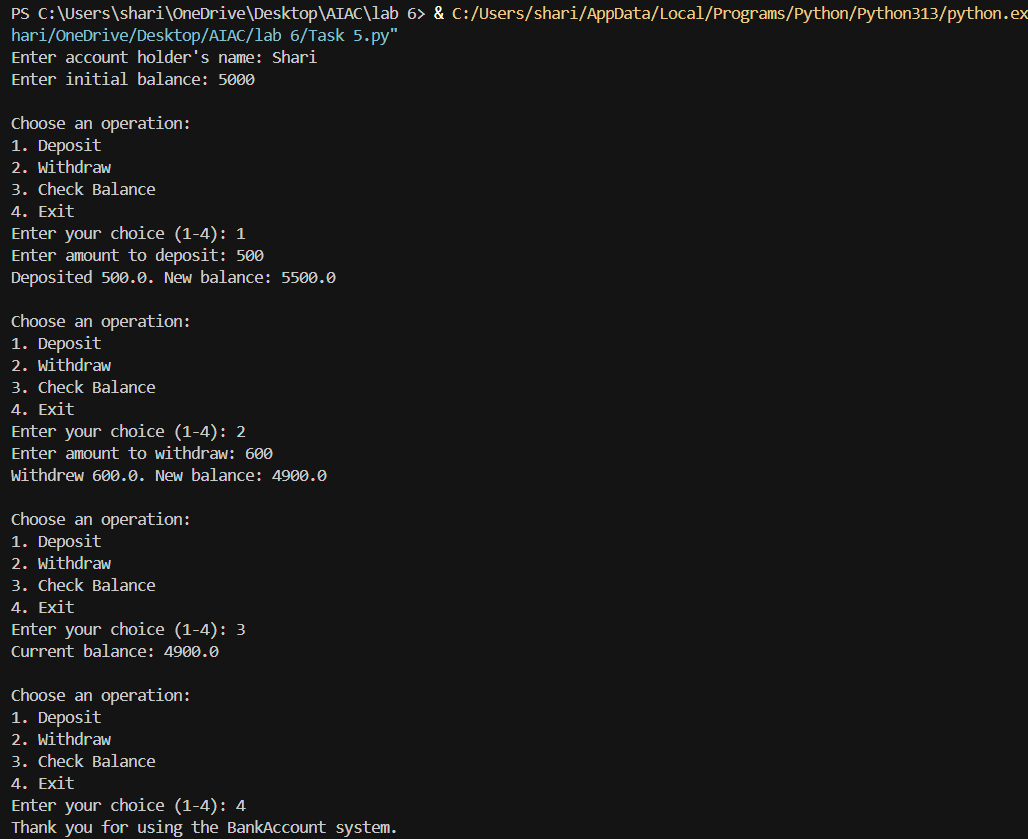 PS C:\Users\shari\OneDrive\Desktop\AIAC\lab 6> & C:/Users/shari/AppData/Local/Programs/Python/Python313/python.ex
hari/OneDrive/Desktop/AIAC/lab 6/Task 5.py"
Enter account holder's name: Shari
Enter initial balance: 5000

Choose an operation:
1. Deposit
2. Withdraw
3. Check Balance
4. Exit
Enter your choice (1-4): 1
Enter amount to deposit: 500
Deposited 500.0. New balance: 5500.0

Choose an operation:
1. Deposit
2. Withdraw
3. Check Balance
4. Exit
Enter your choice (1-4): 2
Enter amount to withdraw: 600
Withdrew 600.0. New balance: 4900.0

Choose an operation:
1. Deposit
2. Withdraw
3. Check Balance
4. Exit
Enter your choice (1-4): 3
Current balance: 4900.0

Choose an operation:
1. Deposit
2. Withdraw
3. Check Balance
4. Exit
Enter your choice (1-4): 4
Thank you for using the BankAccount system.